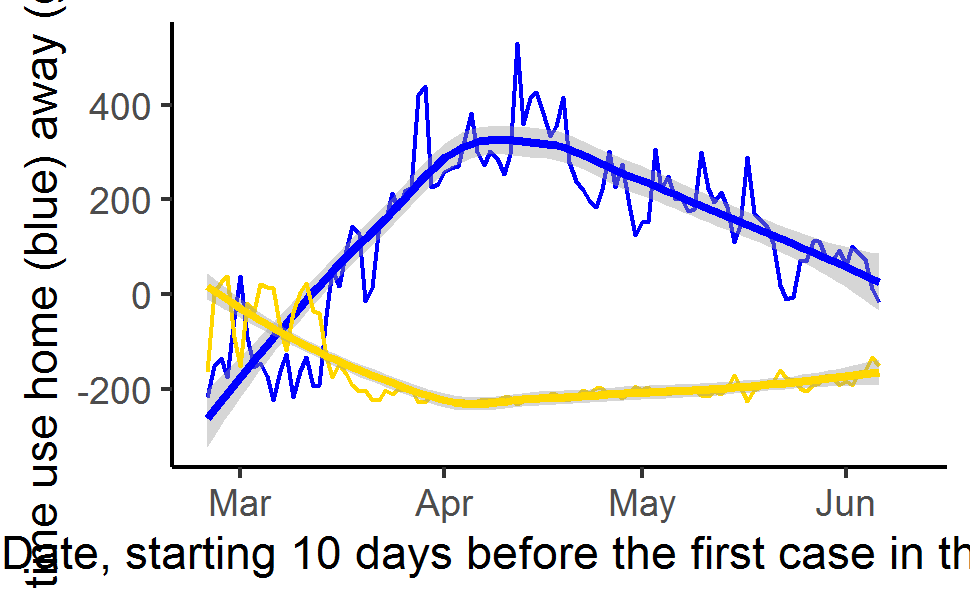 time use home (blue) away (
400
200
0
-200
Mar Apr May Jun
Date, starting 10 days before the first case in th